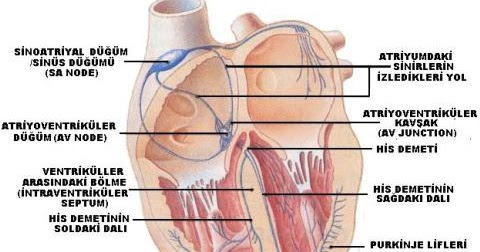 SİNOATRİYAL DÜĞÜM
/SİNÜS DÜĞÜMÜ
(SA NODE)
ATRİYOVENTRİKÜLER
DÜĞÜM (AV NODE)
VENTRİKÜLLER
ARASINDAKİ BÖLME
(İNTRAVENTRİKÜLER
SEPTUM)
HİS DEMETİNİN
SOLDAKİ DALI
ATRİYUMDAKİ
SİNİRLERİN
İZLEDİKLERİ YOL
ATRİYOVENTRİKÜLER
KAVŞAK
(AV JUNCTION)
HİS DEMETİ
HİS DEMETİNİN
SAĞDAKİ DALI
PURKİNJE LİFLERİ